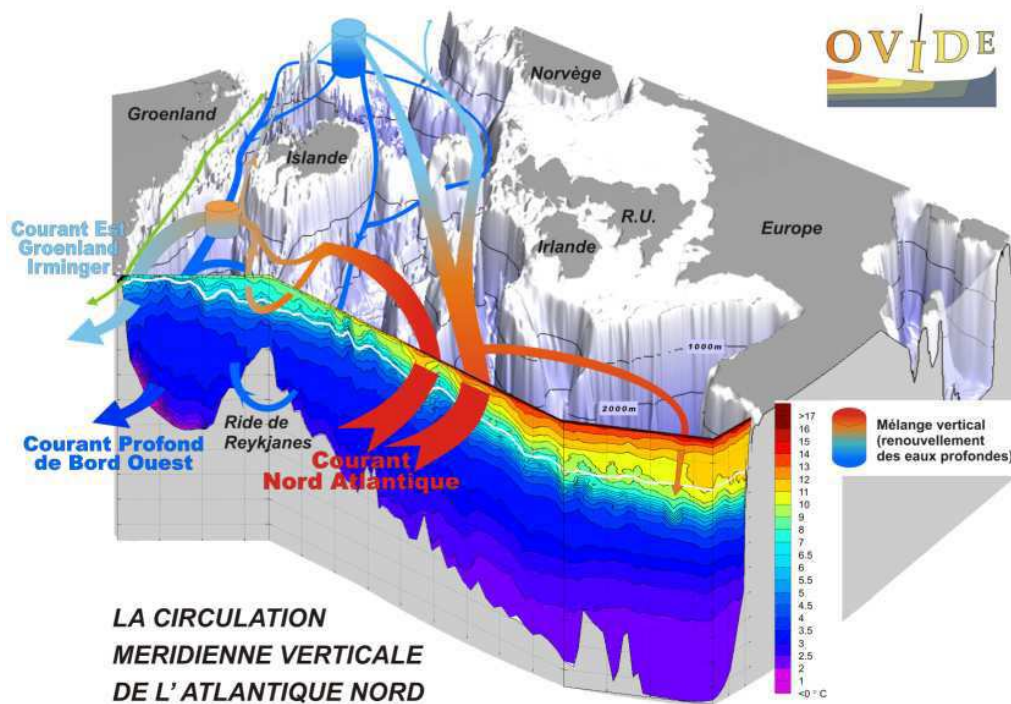 OVIDE
Norvège
Groenland
Islande
R.U.
Irlande
Europe
Courant Est
Groenland
Irminger
1000m
2000m
Ride de
Reykjanes
Courant Profond
de Bord Ouest
Courant
Nord Atlantique
>17
16
15
14
13
12
11
10
9
8
7
6.5
6
5.5
5
4.5
4
3.5
3
2.5
2
1
<0 ° C
Mélange vertical
(renouvellement
des eaux profondes)
LA CIRCULATION
MERIDIENNE VERTICALE
DE L' ATLANTIQUE NORD